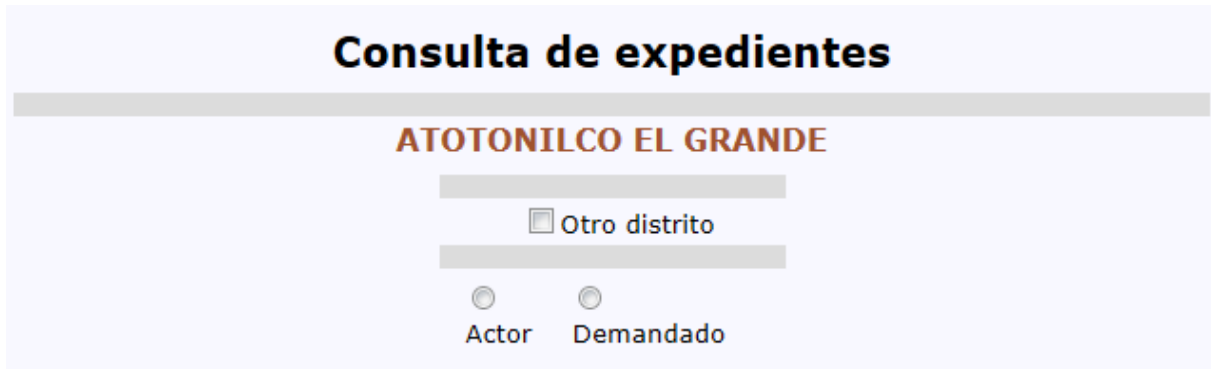 Consulta de expedientes
ATOTONILCO EL GRANDE
Otro distrito
Actor Demandado